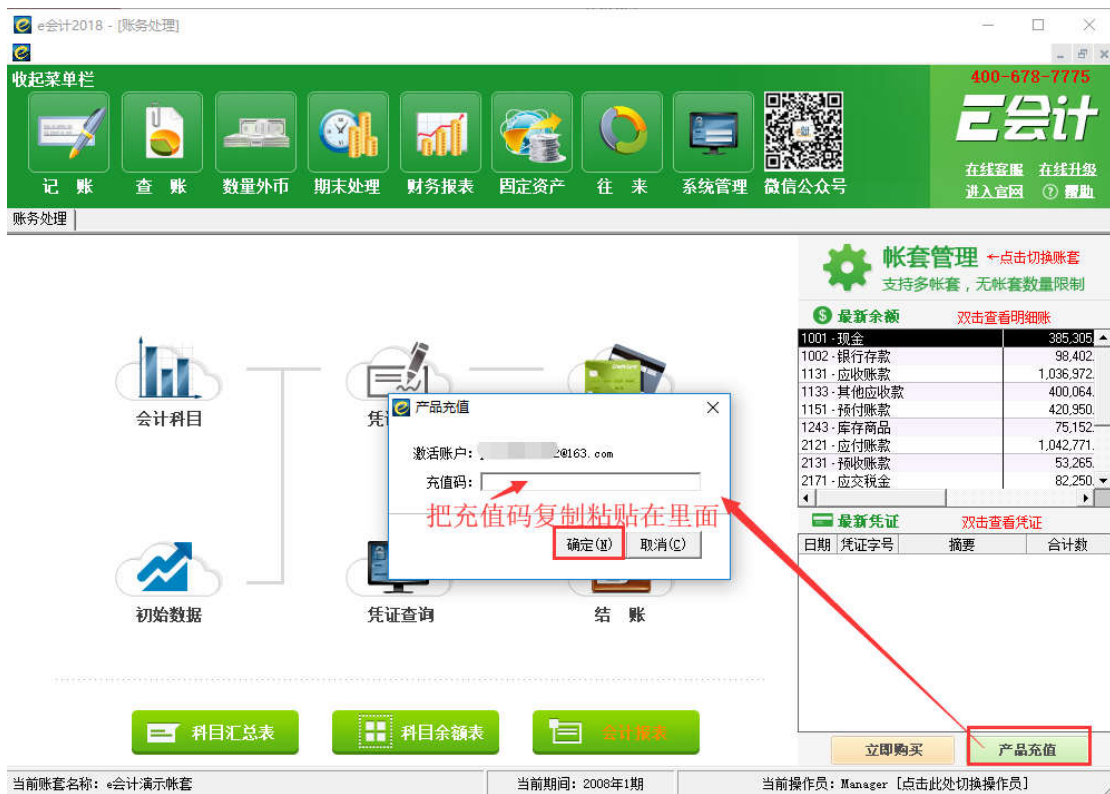 e会计2018 - [账务处理]
收起菜单栏
400-678-7775
E会计
记 账
查 账
数量外币
期末处理
财务报表
固定资产
往 来
系统管理
微信公众号
在线客服 在线升级
进入官网 ? 帮助
账务处理
帐套管理 ←点击切换账套
支持多帐套，无帐套数量限制
$ 最新余额 双击查看明细账
1001 - 现金 385,305.
1002 - 银行存款 98,402.
1131 - 应收账款 1,036,972.
1133 - 其他应收款 400,064.
1151 - 预付账款 420,950.
1243 - 库存商品 75,152.
2121 - 应付账款 1,042,771.
2131 - 预收账款 53,265.
2171 - 应交税金 82,250.
最新凭证 双击查看凭证
日期 凭证字号 摘要 合计数
会计科目
凭
产品充值
激活账户: 2@163.com
充值码:
把充值码复制粘贴在里面
确定(N) 取消(C)
初始数据
凭证查询
结 账
科目汇总表
科目余额表
会计报表
立即购买
产品充值
当前账套名称: e会计演示帐套
当前期间: 2008年1期
当前操作员: Manager [点击此处切换操作员]